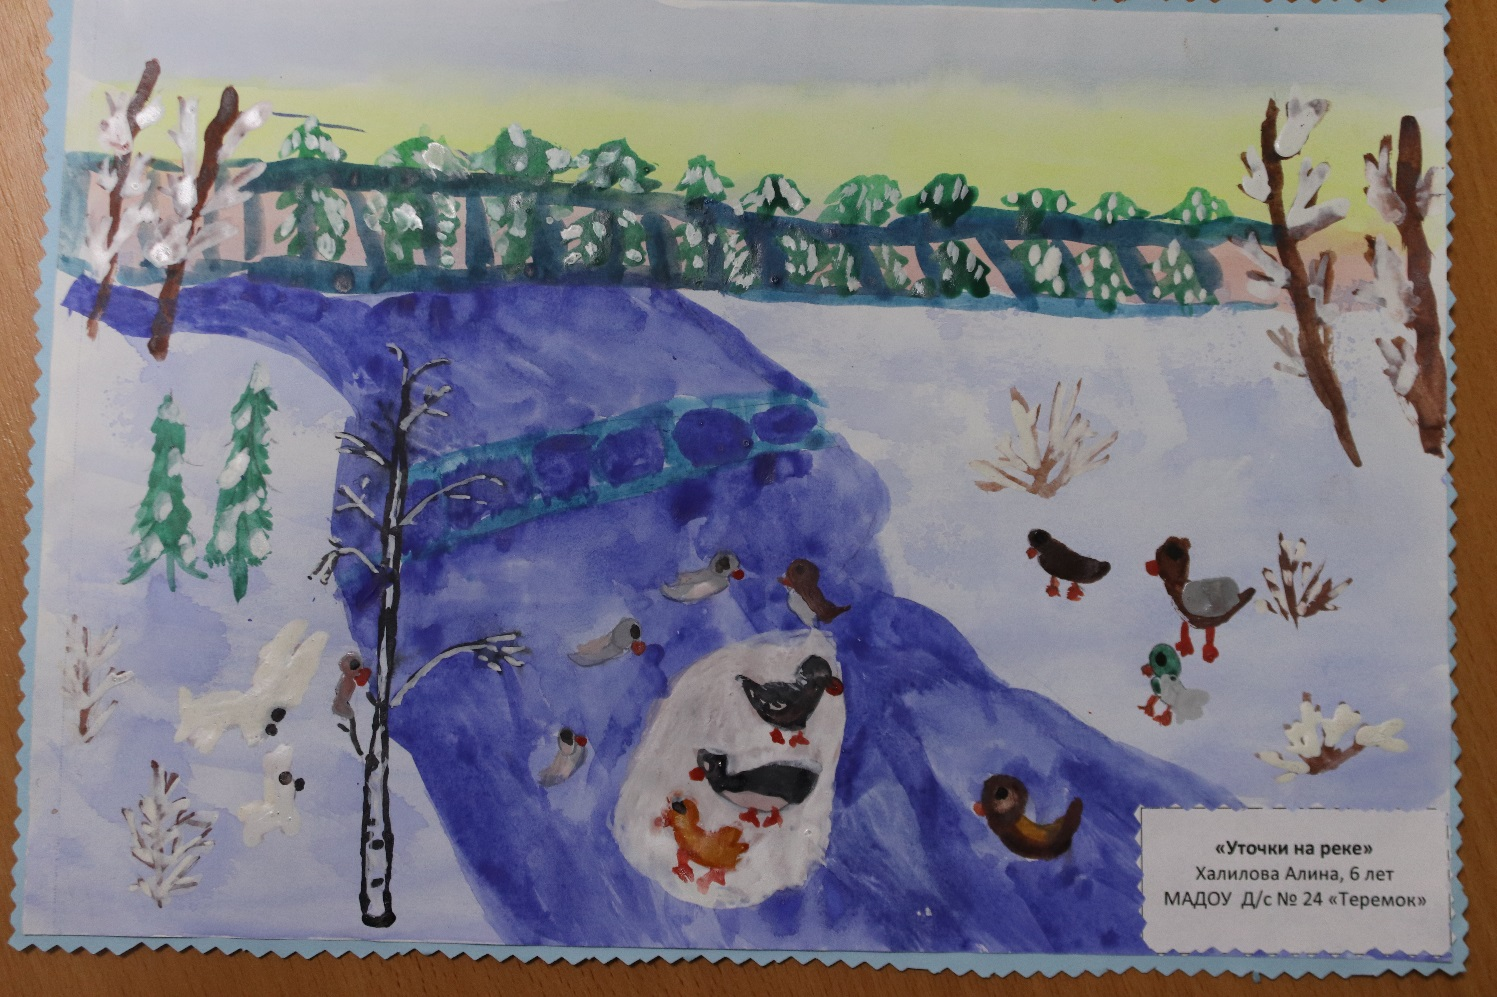 «Уточки на реке»
Халилова Алина, 6 лет
МАДОУ Д/с № 24 «Теремок»